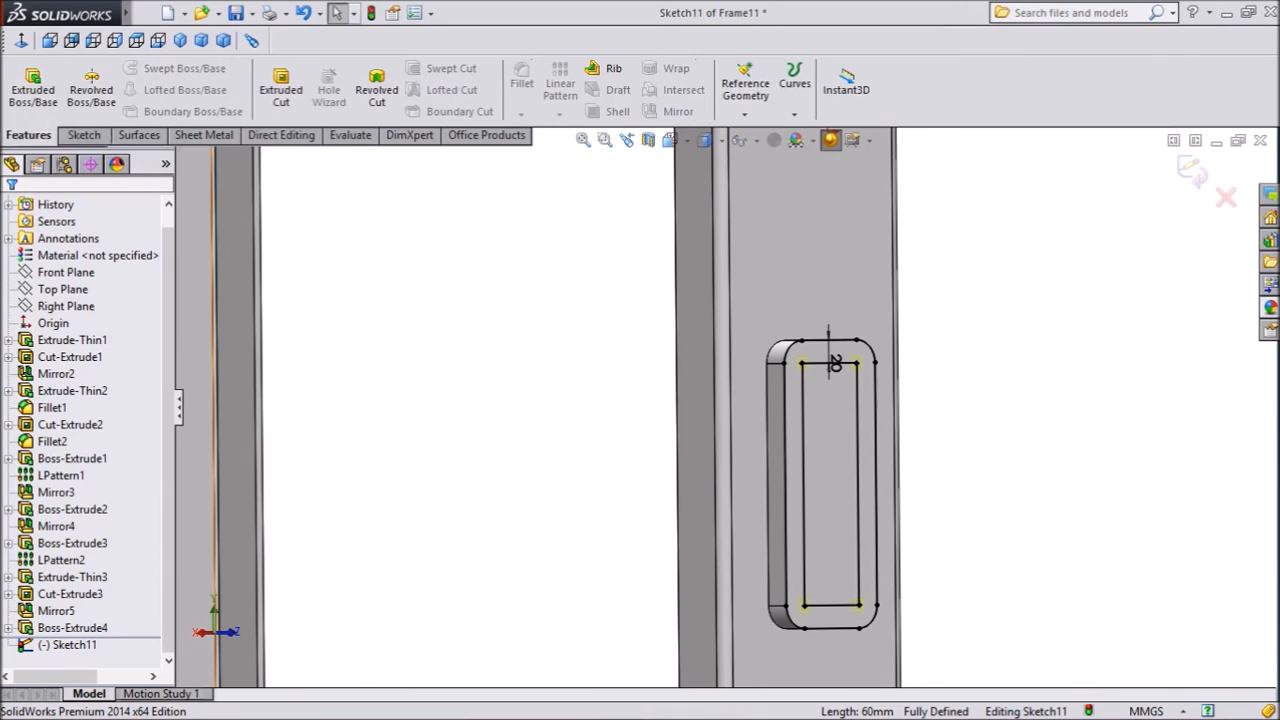 SOLIDWORKS
Sketch11 of Frame11 *
Search files and models
Extruded Boss/Base
Revolved Boss/Base
Swept Boss/Base
Lofted Boss/Base
Boundary Boss/Base
Extruded Cut
Hole Wizard
Revolved Cut
Swept Cut
Lofted Cut
Boundary Cut
Fillet
Linear Pattern
Rib
Draft
Shell
Wrap
Intersect
Mirror
Reference Geometry
Curves
Instant3D
Features Sketch Surfaces Sheet Metal Direct Editing Evaluate DimXpert Office Products
History
Sensors
Annotations
Material <not specified>
Front Plane
Top Plane
Right Plane
Origin
Extrude-Thin1
Cut-Extrude1
Mirror2
Extrude-Thin2
Fillet1
Cut-Extrude2
Fillet2
Boss-Extrude1
LPattern1
Mirror3
Boss-Extrude2
Mirror4
Boss-Extrude3
LPattern2
Extrude-Thin3
Cut-Extrude3
Mirror5
Boss-Extrude4
(-) Sketch11
20
Y
X
Z
Model Motion Study 1
SolidWorks Premium 2014 x64 Edition
Length: 60mm Fully Defined Editing Sketch11 MMGS